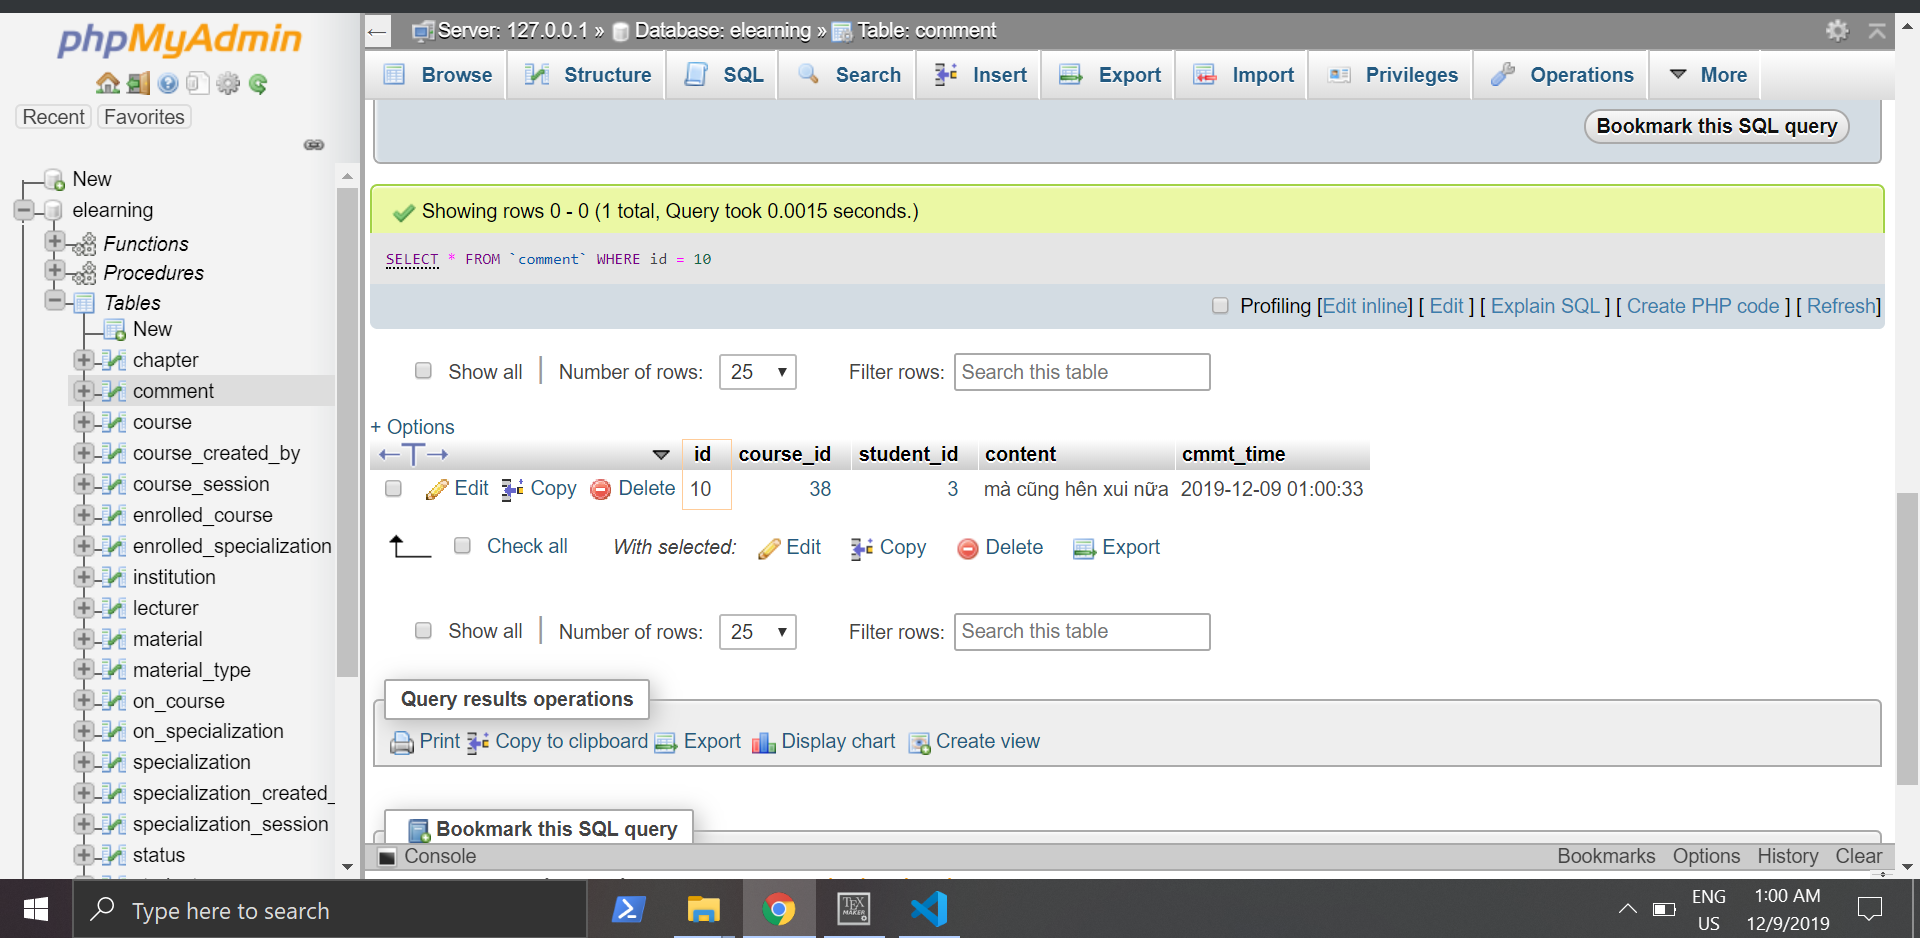 phpMyAdmin
Recent Favorites
New
elearning
Functions
Procedures
Tables
New
chapter
comment
course
course_created_by
course_session
enrolled_course
enrolled_specialization
institution
lecturer
material
material_type
on_course
on_specialization
specialization
specialization_created_
specialization_session
status
Server: 127.0.0.1 » Database: elearning » Table: comment
Browse Structure SQL Search Insert Export Import Privileges Operations More
Bookmark this SQL query
Showing rows 0 - 0 (1 total, Query took 0.0015 seconds.)
SELECT * FROM `comment` WHERE id = 10
Profiling [Edit inline] [ Edit ] [ Explain SQL ] [ Create PHP code ] [ Refresh]
Show all Number of rows: 25 Filter rows: Search this table
+ Options
←T→ id course_id student_id content cmmt_time
Edit Copy Delete 10 38 3 mà cũng hên xui nữa 2019-12-09 01:00:33
Check all With selected: Edit Copy Delete Export
Show all Number of rows: 25 Filter rows: Search this table
Query results operations
Print Copy to clipboard Export Display chart Create view
Bookmark this SQL query
Console Bookmarks Options History Clear
Type here to search
TEX
MAKER
ENG
US
1:00 AM
12/9/2019